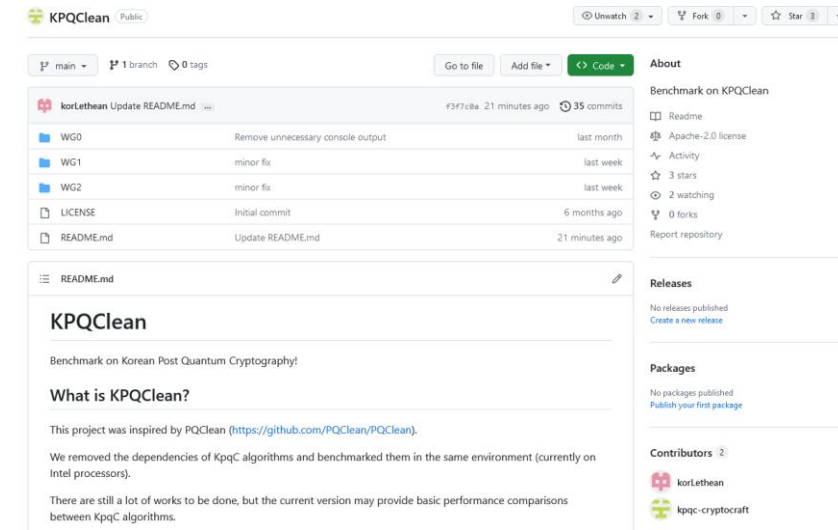 KPQClean Public
Unwatch 2 Fork 0 Star 3
main 1 branch 0 tags Go to file Add file Code
korLethean Update README.md ... f3f7c0a 21 minutes ago 35 commits
WG0 Remove unnecessary console output last month
WG1 minor fix last week
WG2 minor fix last week
LICENSE Initial commit 6 months ago
README.md Update README.md 21 minutes ago
README.md
KPQClean
Benchmark on Korean Post Quantum Cryptography!
What is KPQClean?
This project was inspired by PQClean (https://github.com/PQClean/PQClean).
We removed the dependencies of KpqC algorithms and benchmarked them in the same environment (currently on
Intel processors).
There are still a lot of works to be done, but the current version may provide basic performance comparisons
between KpqC algorithms.
About
Benchmark on KPQClean
Readme
Apache-2.0 license
Activity
3 stars
2 watching
0 forks
Report repository
Releases
No releases published
Create a new release
Packages
No packages published
Publish your first package
Contributors 2
korLethean
kpqc-cryptocraft